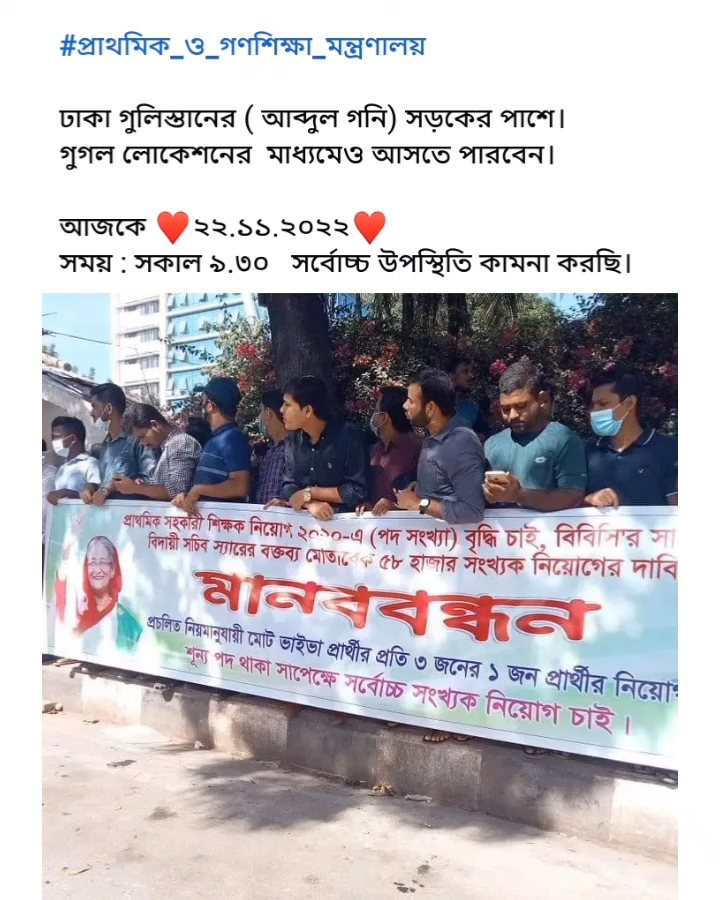 #প্রাথমিক_ও_গণশিক্ষা_মন্ত্রণালয়
ঢাকা গুলিস্তানের ( আব্দুল গনি) সড়কের পাশে।
গুগল লোকেশনের মাধ্যমেও আসতে পারবেন।
আজকে ❤️২২.১১.২০২২❤️
সময় : সকাল ৯.৩০ সর্বোচ্চ উপস্থিতি কামনা করছি।
প্রাথমিক সহকারী শিক্ষক নিয়োগ ২০২০-এ (পদ সংখ্যা) বৃদ্ধি চাই, বিবিসি'র সা
বিদায়ী সচিব স্যারের বক্তব্য মোতাবেক ৫৮ হাজার সংখ্যক নিয়োগের দাবি
মানববন্ধন
প্রচলিত নিয়মানুযায়ী মোট ভাইভা প্রার্থীর প্রতি ৩ জনের ১ জন প্রার্থীর নিয়োগ
শূন্য পদ থাকা সাপেক্ষে সর্বোচ্চ সংখ্যক নিয়োগ চাই ।